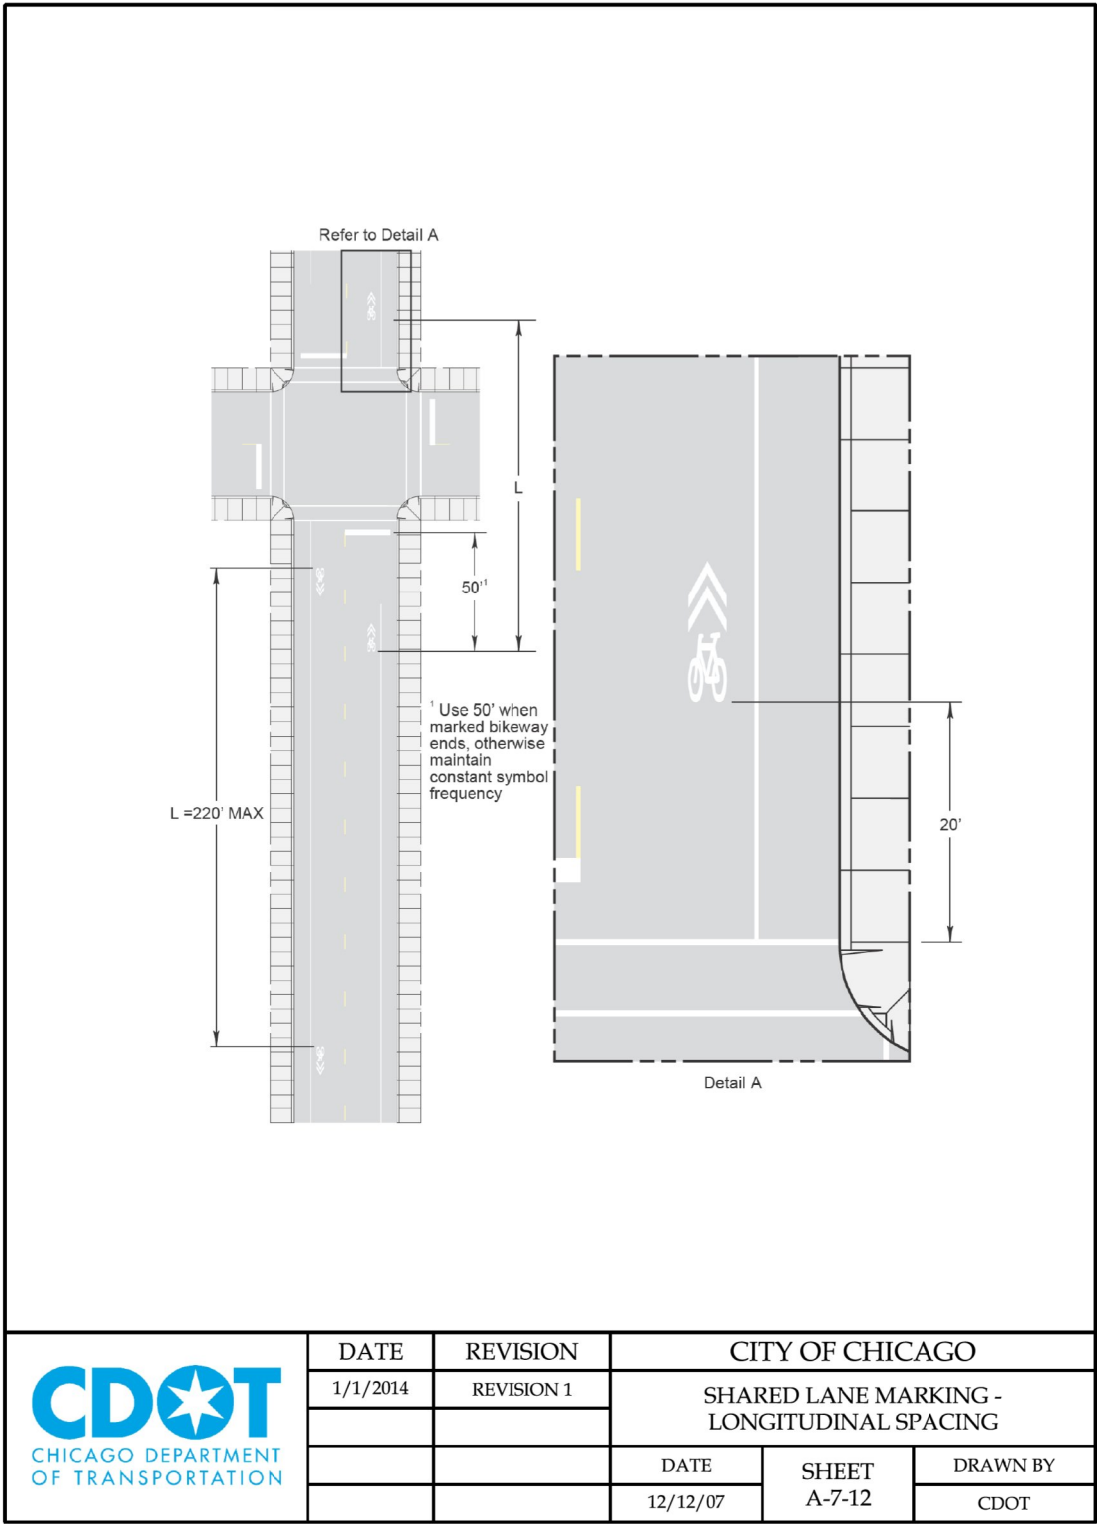 Refer to Detail A
L
50'¹
¹ Use 50' when
marked bikeway
ends, otherwise
maintain
constant symbol
frequency
L =220' MAX
20'
Detail A
CDOT
CHICAGO DEPARTMENT
OF TRANSPORTATION
DATE
REVISION
1/1/2014
REVISION 1
CITY OF CHICAGO
SHARED LANE MARKING -
LONGITUDINAL SPACING
DATE
12/12/07
SHEET
A-7-12
DRAWN BY
CDOT